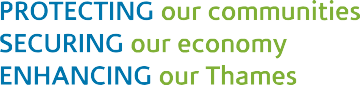 PROTECTING our communities
SECURING our economy
ENHANCING our Thames